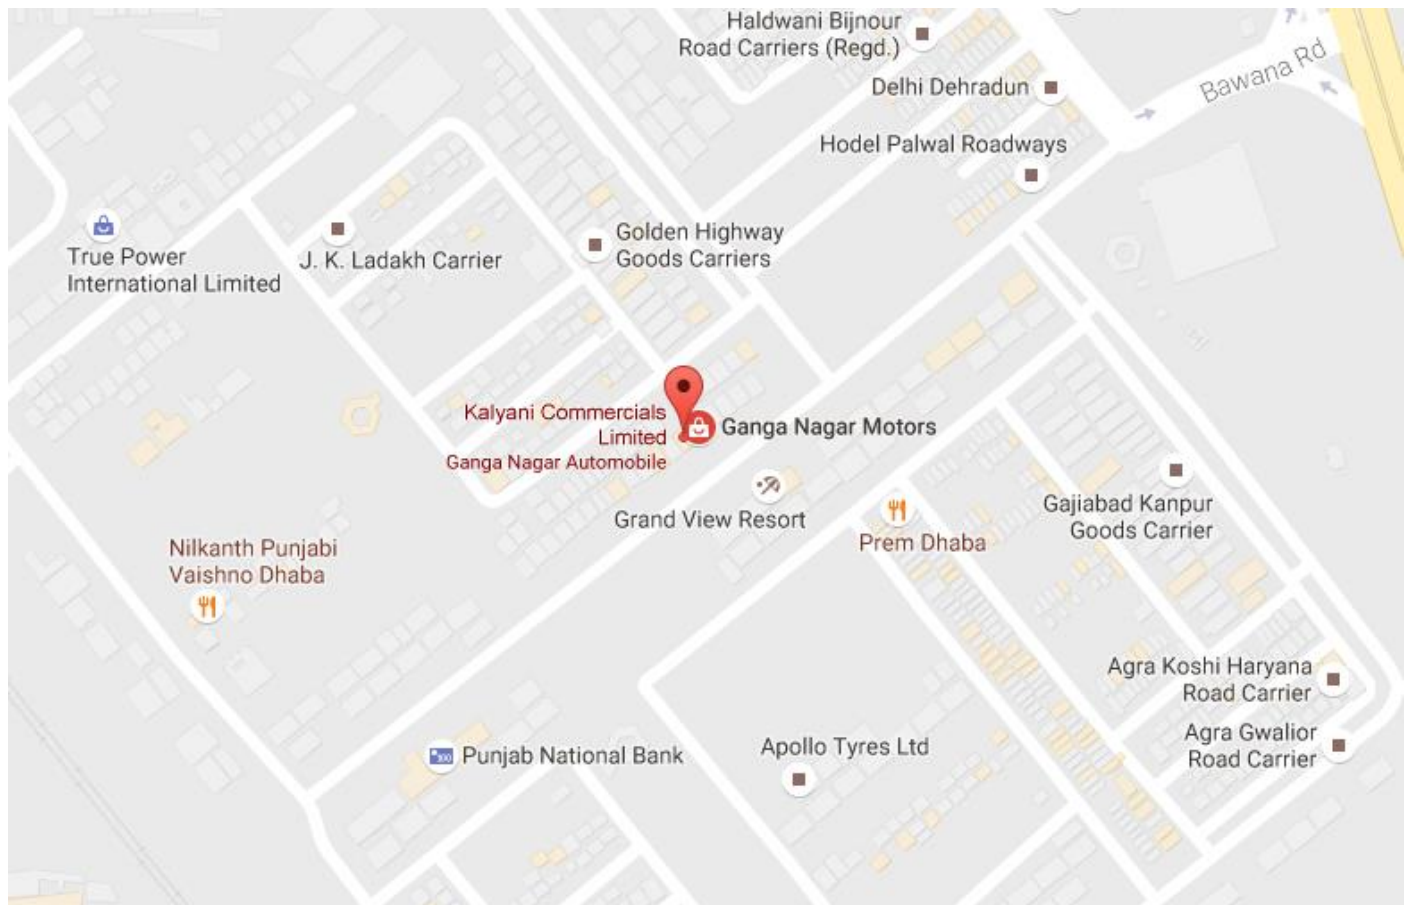 Haldwani Bijnour
Road Carriers (Regd.)
Bawana Rd
Delhi Dehradun
Hodel Palwal Roadways
True Power
International Limited
J. K. Ladakh Carrier
Golden Highway
Goods Carriers
Kalyani Commercials
Limited
Ganga Nagar Automobile
Ganga Nagar Motors
Grand View Resort
Prem Dhaba
Gajiabad Kanpur
Goods Carrier
Nilkanth Punjabi
Vaishno Dhaba
Agra Koshi Haryana
Road Carrier
Agra Gwalior
Road Carrier
Punjab National Bank
Apollo Tyres Ltd